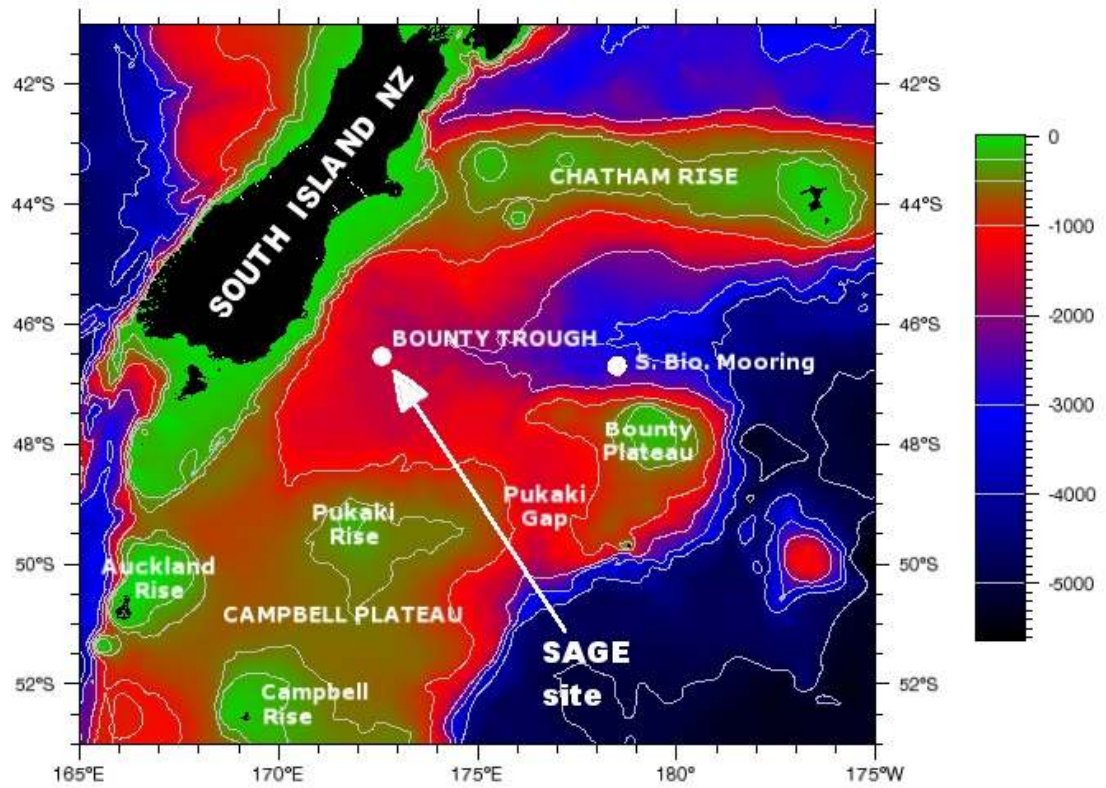 42°S
44°S
46°S
48°S
50°S
52°S
SOUTH ISLAND NZ
CHATHAM RISE
BOUNTY TROUGH
S. Bio. Mooring
Bounty
Plateau
Pukaki
Gap
Pukaki
Rise
Auckland
Rise
CAMPBELL PLATEAU
SAGE
site
Campbell
Rise
42°S
44°S
46°S
48°S
50°S
52°S
165°E
170°E
175°E
180°
175°W
0
-1000
-2000
-3000
-4000
-5000